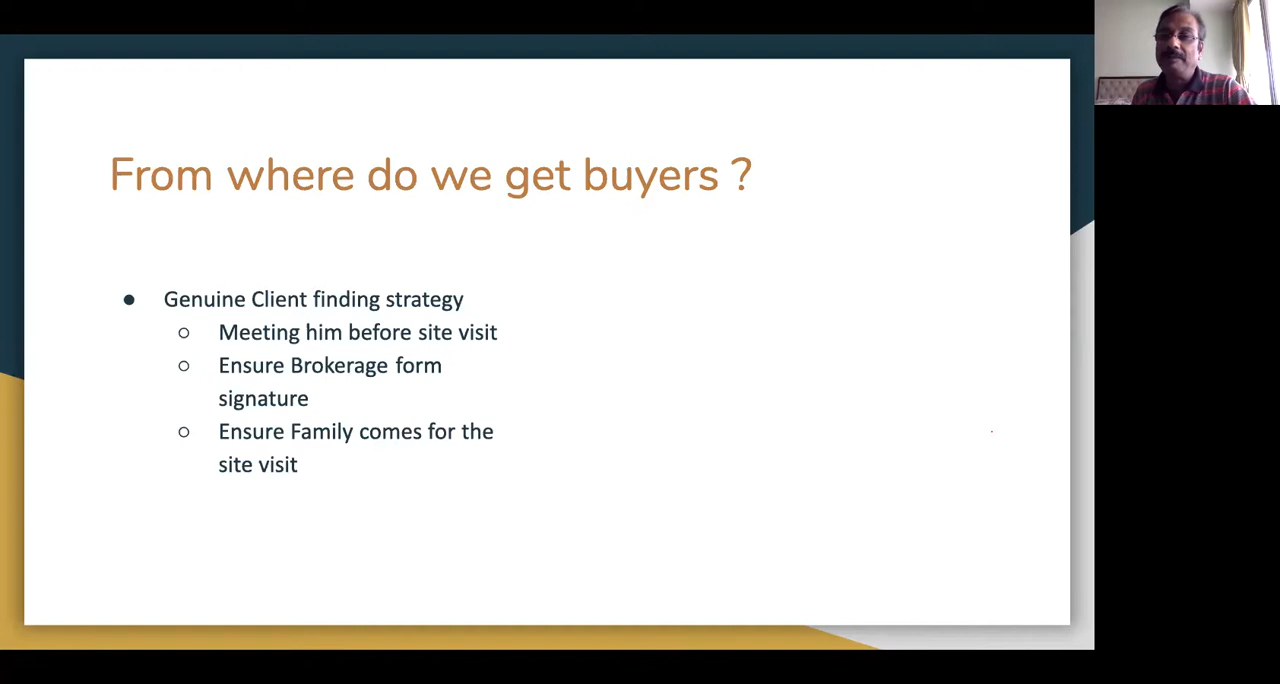 From where do we get buyers ?
● Genuine Client finding strategy
○ Meeting him before site visit
○ Ensure Brokerage form
signature
○ Ensure Family comes for the
site visit